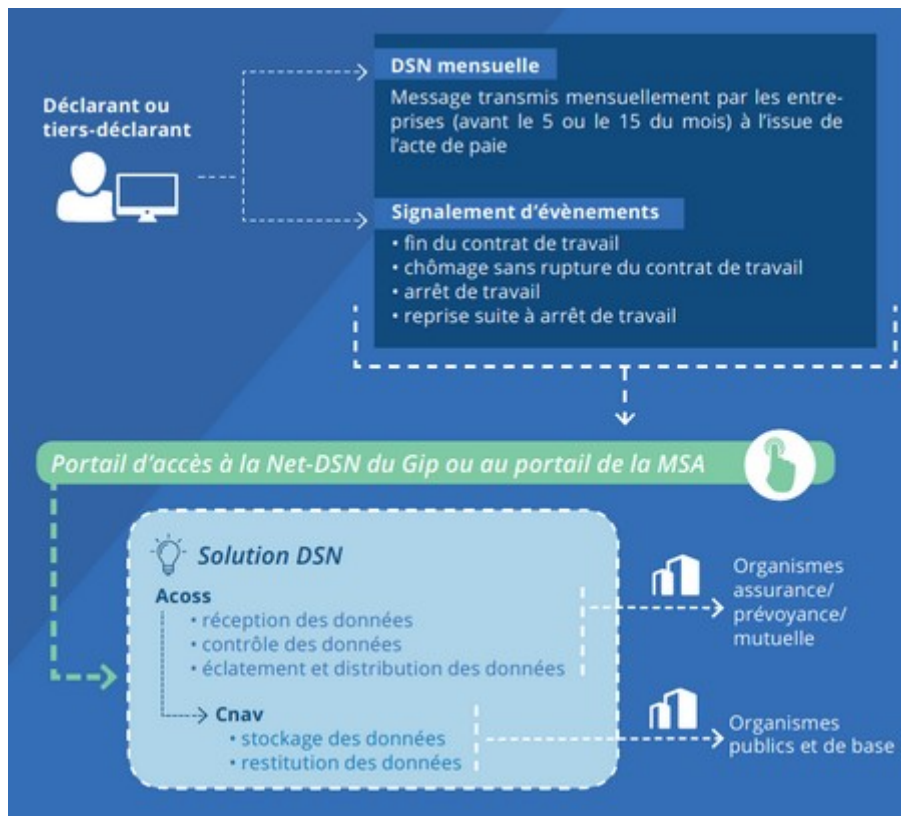 Déclarant ou
tiers-déclarant
DSN mensuelle
Message transmis mensuellement par les entre-
prises (avant le 5 ou le 15 du mois) à l'issue de
l'acte de paie
Signalement d'évènements
• fin du contrat de travail
• chômage sans rupture du contrat de travail
• arrêt de travail
• reprise suite à arrêt de travail
Portail d'accès à la Net-DSN du Gip ou au portail de la MSA
Solution DSN
Acoss
• réception des données
• contrôle des données
• éclatement et distribution des données
Cnav
• stockage des données
• restitution des données
Organismes
assurance/
prévoyance/
mutuelle
Organismes
publics et de base